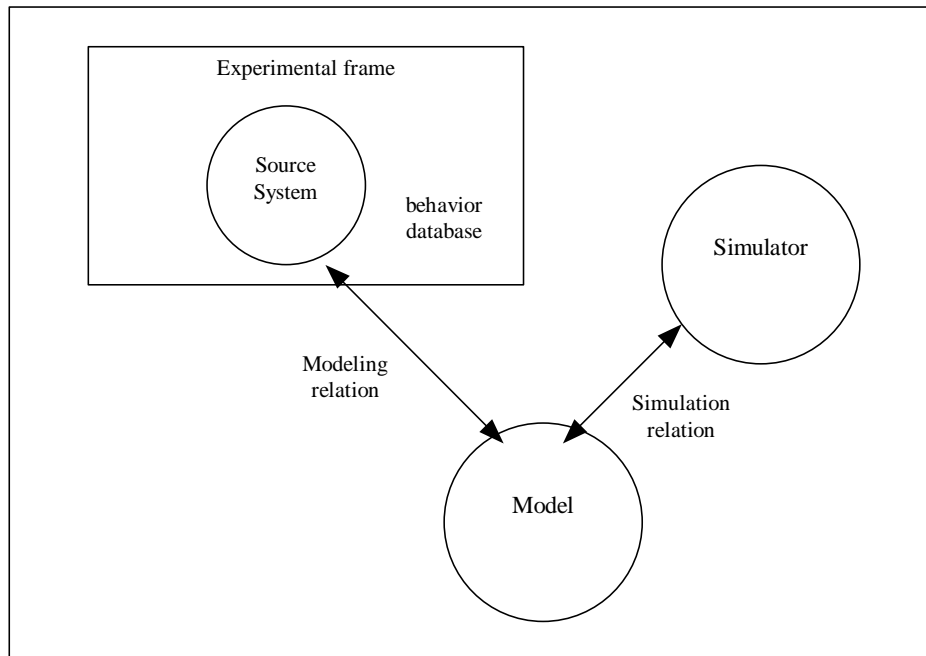 Experimental frame
Source
System
behavior
database
Simulator
Modeling
relation
Simulation
relation
Model